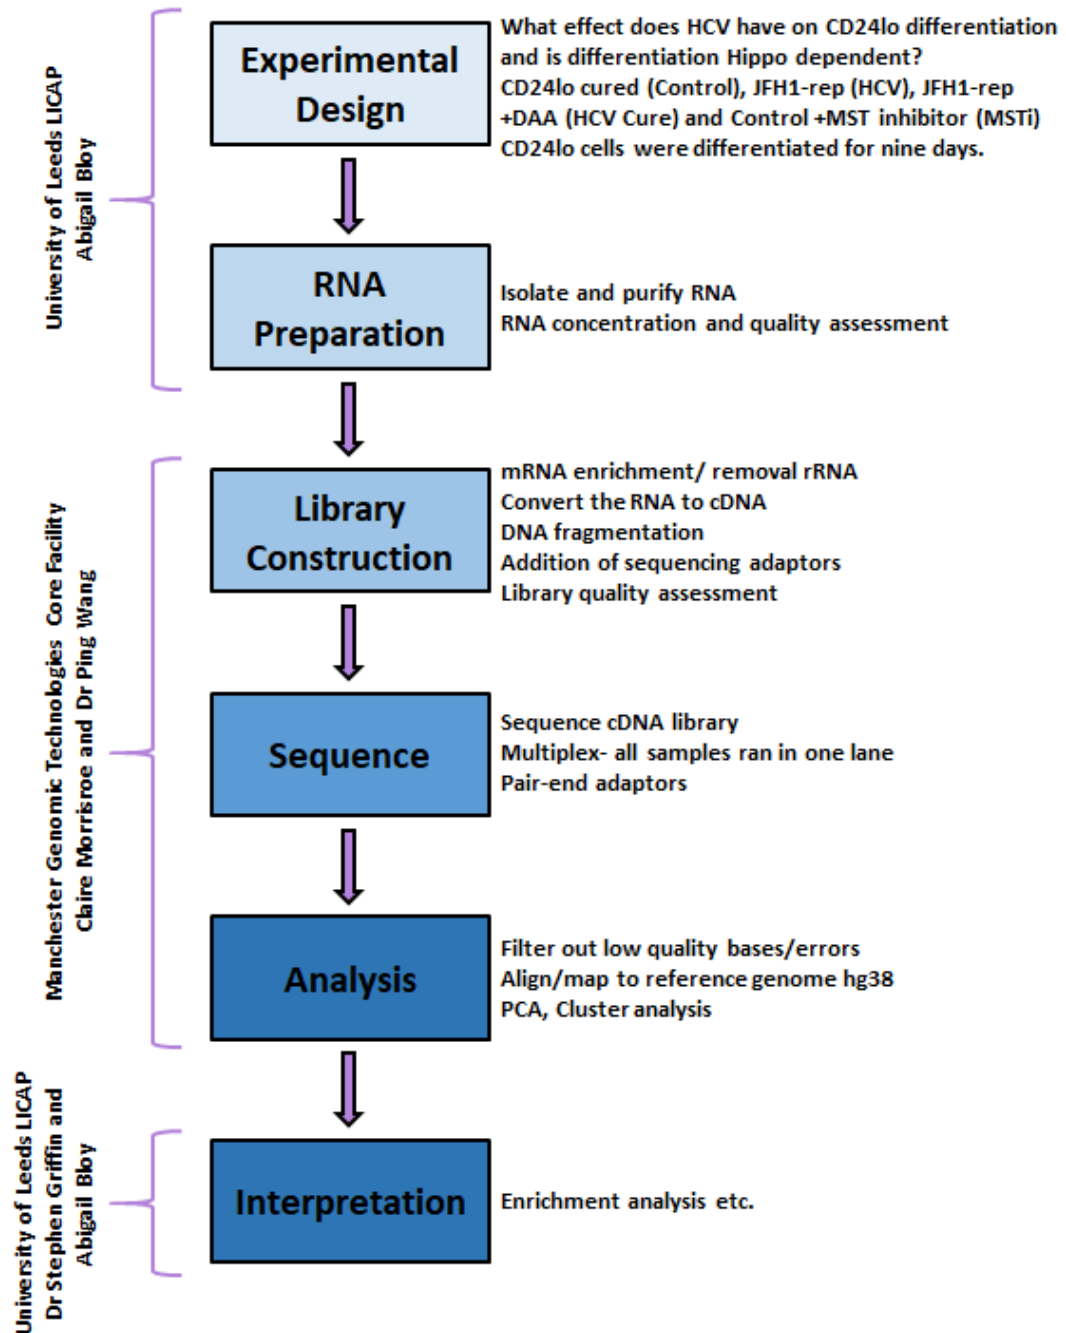 University of Leeds LICAP
Abigail Bloy
Experimental
Design
What effect does HCV have on CD24lo differentiation
and is differentiation Hippo dependent?
CD24lo cured (Control), JFH1-rep (HCV), JFH1-rep
+DAA (HCV Cure) and Control +MST inhibitor (MSTi)
CD24lo cells were differentiated for nine days.
RNA
Preparation
Isolate and purify RNA
RNA concentration and quality assessment
Manchester Genomic Technologies Core Facility
Claire Morrisroe and Dr Ping Wang
Library
Construction
mRNA enrichment/ removal rRNA
Convert the RNA to cDNA
DNA fragmentation
Addition of sequencing adaptors
Library quality assessment
Sequence
Sequence cDNA library
Multiplex- all samples ran in one lane
Pair-end adaptors
Analysis
Filter out low quality bases/errors
Align/map to reference genome hg38
PCA, Cluster analysis
University of Leeds LICAP
Dr Stephen Griffin and
Abigail Bloy
Interpretation
Enrichment analysis etc.